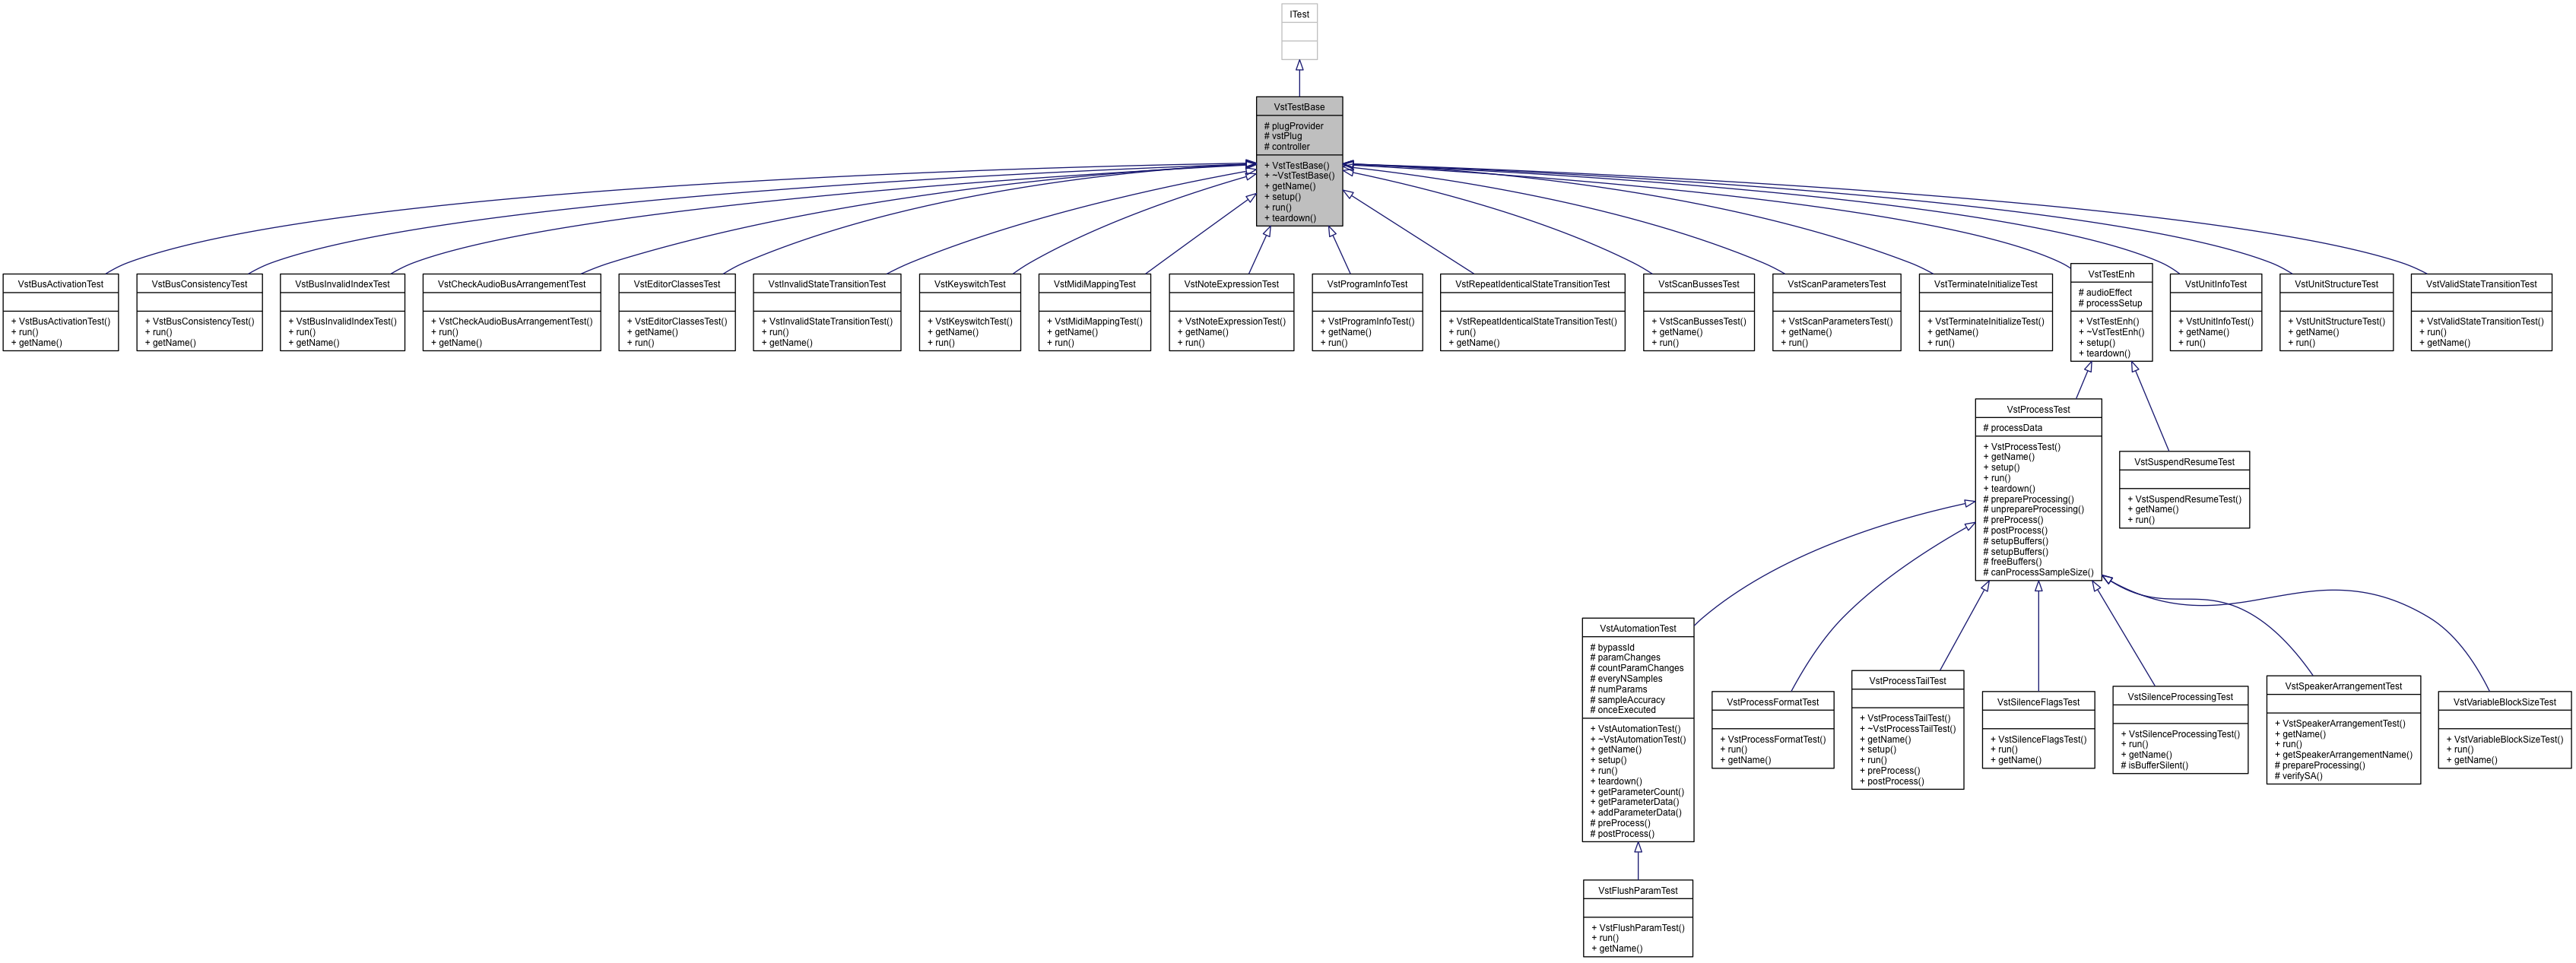 ITest
VstTestBase
# plugProvider
# vstPlug
# controller
+ VstTestBase()
+ ~VstTestBase()
+ getName()
+ setup()
+ run()
+ teardown()
VstBusActivationTest
+ VstBusActivationTest()
+ run()
+ getName()
VstBusConsistencyTest
+ VstBusConsistencyTest()
+ run()
+ getName()
VstBusInvalidIndexTest
+ VstBusInvalidIndexTest()
+ run()
+ getName()
VstCheckAudioBusArrangementTest
+ VstCheckAudioBusArrangementTest()
+ run()
+ getName()
VstEditorClassesTest
+ VstEditorClassesTest()
+ getName()
+ run()
VstInvalidStateTransitionTest
+ VstInvalidStateTransitionTest()
+ run()
+ getName()
VstKeyswitchTest
+ VstKeyswitchTest()
+ getName()
+ run()
VstMidiMappingTest
+ VstMidiMappingTest()
+ getName()
+ run()
VstNoteExpressionTest
+ VstNoteExpressionTest()
+ getName()
+ run()
VstProgramInfoTest
+ VstProgramInfoTest()
+ getName()
+ run()
VstRepeatIdenticalStateTransitionTest
+ VstRepeatIdenticalStateTransitionTest()
+ run()
+ getName()
VstScanBussesTest
+ VstScanBussesTest()
+ getName()
+ run()
VstScanParametersTest
+ VstScanParametersTest()
+ getName()
+ run()
VstTerminateInitializeTest
+ VstTerminateInitializeTest()
+ getName()
+ run()
VstTestEnh
# audioEffect
# processSetup
+ VstTestEnh()
+ ~VstTestEnh()
+ setup()
+ teardown()
VstUnitInfoTest
+ VstUnitInfoTest()
+ getName()
+ run()
VstUnitStructureTest
+ VstUnitStructureTest()
+ getName()
+ run()
VstValidStateTransitionTest
+ VstValidStateTransitionTest()
+ run()
+ getName()
VstProcessTest
# processData
+ VstProcessTest()
+ getName()
+ setup()
+ run()
+ teardown()
# prepareProcessing()
# unprepareProcessing()
# preProcess()
# postProcess()
# setupBuffers()
# setupBuffers()
# freeBuffers()
# canProcessSampleSize()
VstSuspendResumeTest
+ VstSuspendResumeTest()
+ getName()
+ run()
VstAutomationTest
# bypassId
# paramChanges
# countParamChanges
# everyNSamples
# numParams
# sampleAccuracy
# onceExecuted
+ VstAutomationTest()
+ ~VstAutomationTest()
+ getName()
+ setup()
+ run()
+ teardown()
+ getParameterCount()
+ getParameterData()
+ addParameterData()
# preProcess()
# postProcess()
VstProcessFormatTest
+ VstProcessFormatTest()
+ run()
+ getName()
VstProcessTailTest
+ VstProcessTailTest()
+ ~VstProcessTailTest()
+ getName()
+ setup()
+ run()
+ preProcess()
+ postProcess()
VstSilenceFlagsTest
+ VstSilenceFlagsTest()
+ run()
+ getName()
VstSilenceProcessingTest
+ VstSilenceProcessingTest()
+ run()
+ getName()
# isBufferSilent()
VstSpeakerArrangementTest
+ VstSpeakerArrangementTest()
+ getName()
+ run()
+ getSpeakerArrangementName()
# prepareProcessing()
# verifySA()
VstVariableBlockSizeTest
+ VstVariableBlockSizeTest()
+ run()
+ getName()
VstFlushParamTest
+ VstFlushParamTest()
+ run()
+ getName()